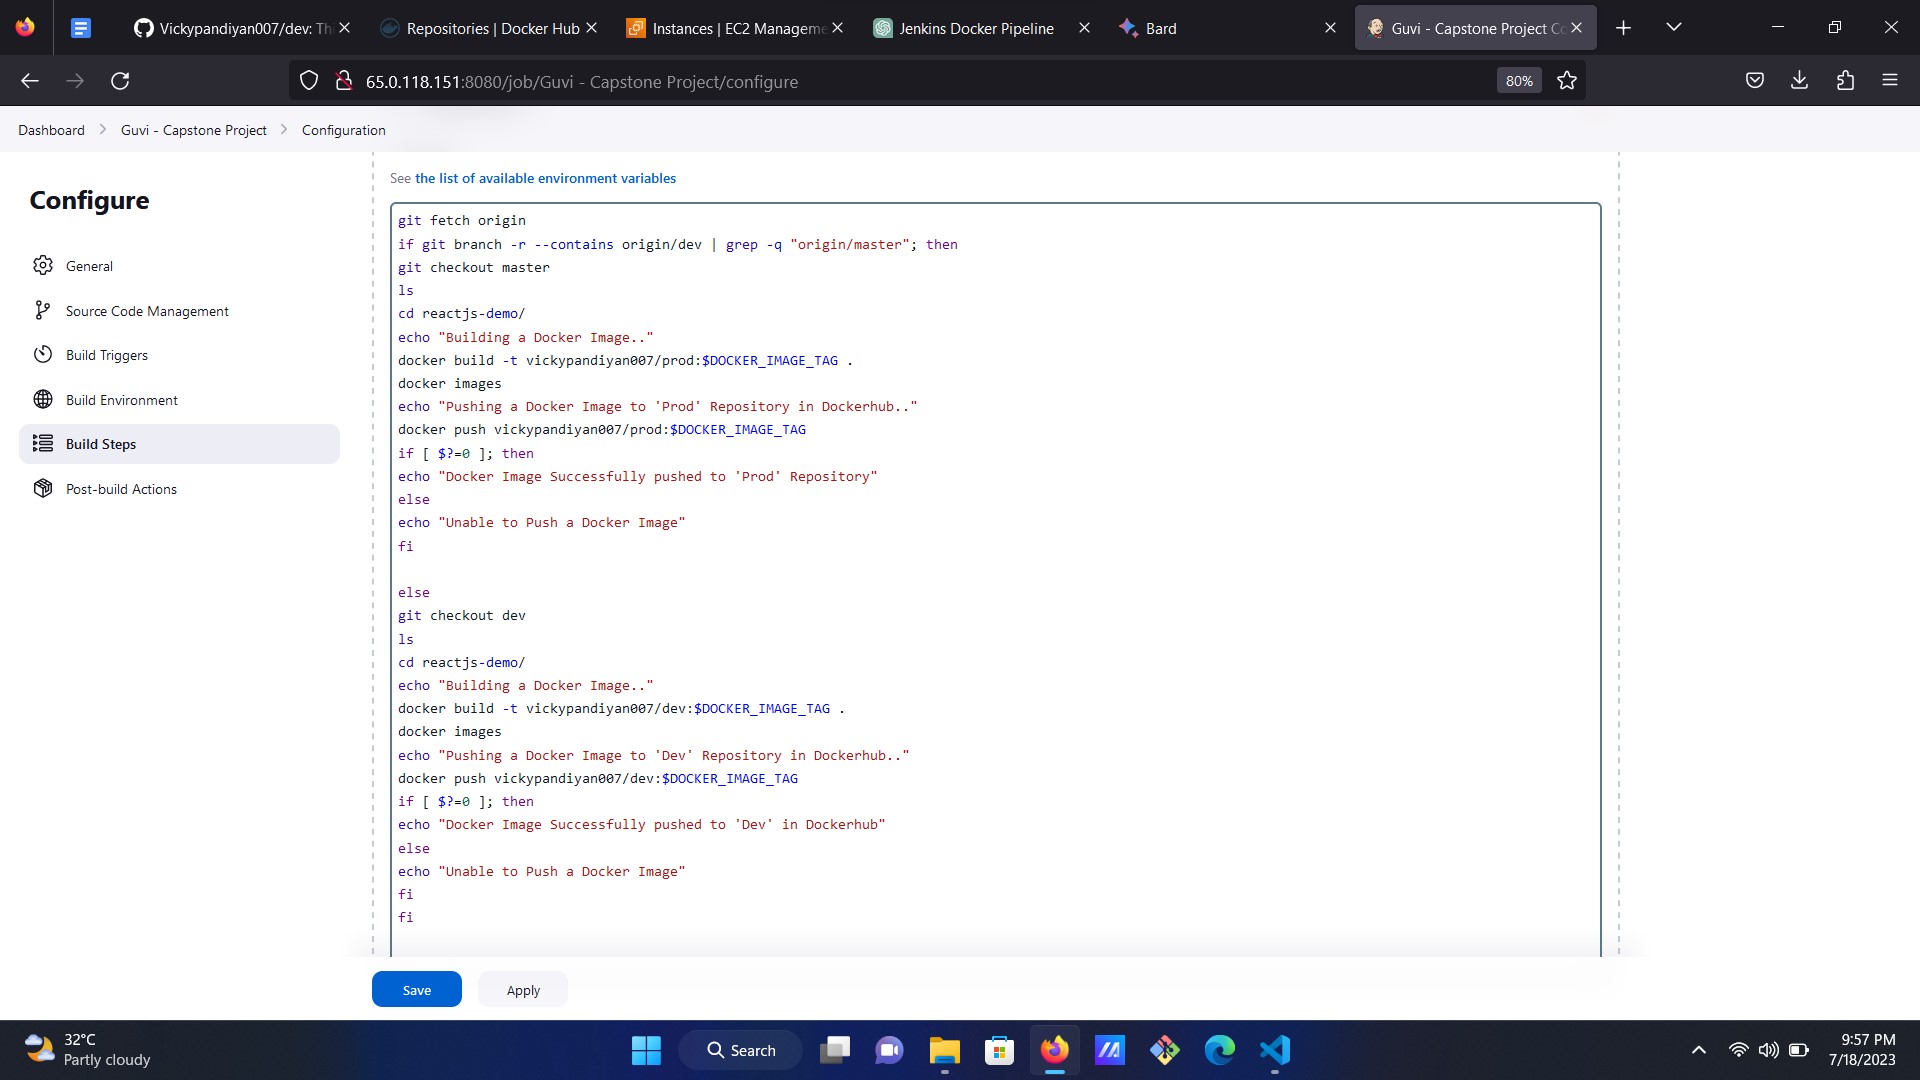 Vickypandiyan007/dev: Thi
Repositories | Docker Hub
Instances | EC2 Manageme
Jenkins Docker Pipeline
Bard
Guvi - Capstone Project Co
65.0.118.151:8080/job/Guvi - Capstone Project/configure
80%
Dashboard
Guvi - Capstone Project
Configuration
Configure
General
Source Code Management
Build Triggers
Build Environment
Build Steps
Post-build Actions
See the list of available environment variables
git fetch origin
if git branch -r --contains origin/dev | grep -q "origin/master"; then
git checkout master
ls
cd reactjs-demo/
echo "Building a Docker Image.."
docker build -t vickypandiyan007/prod:$DOCKER_IMAGE_TAG .
docker images
echo "Pushing a Docker Image to 'Prod' Repository in Dockerhub.."
docker push vickypandiyan007/prod:$DOCKER_IMAGE_TAG
if [ $?=0 ]; then
echo "Docker Image Successfully pushed to 'Prod' Repository"
else
echo "Unable to Push a Docker Image"
fi
else
git checkout dev
ls
cd reactjs-demo/
echo "Building a Docker Image.."
docker build -t vickypandiyan007/dev:$DOCKER_IMAGE_TAG .
docker images
echo "Pushing a Docker Image to 'Dev' Repository in Dockerhub.."
docker push vickypandiyan007/dev:$DOCKER_IMAGE_TAG
if [ $?=0 ]; then
echo "Docker Image Successfully pushed to 'Dev' in Dockerhub"
else
echo "Unable to Push a Docker Image"
fi
fi
Save
Apply
32°C
Partly cloudy
Search
9:57 PM
7/18/2023